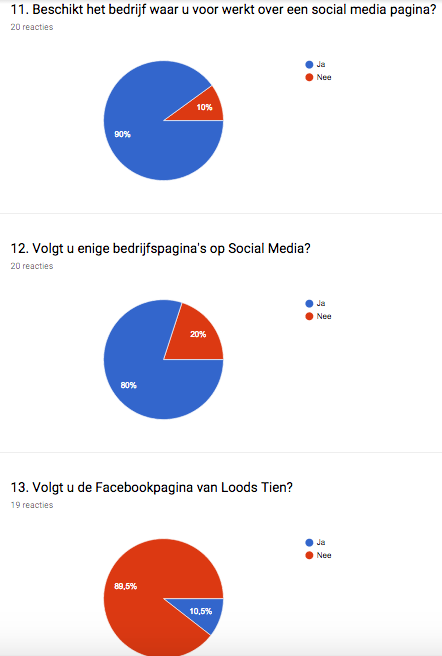 11. Beschikt het bedrijf waar u voor werkt over een social media pagina?
20 reacties
Ja
Nee
10%
90%
12. Volgt u enige bedrijfspagina's op Social Media?
20 reacties
Ja
Nee
20%
80%
13. Volgt u de Facebookpagina van Loods Tien?
19 reacties
Ja
Nee
89,5%
10,5%